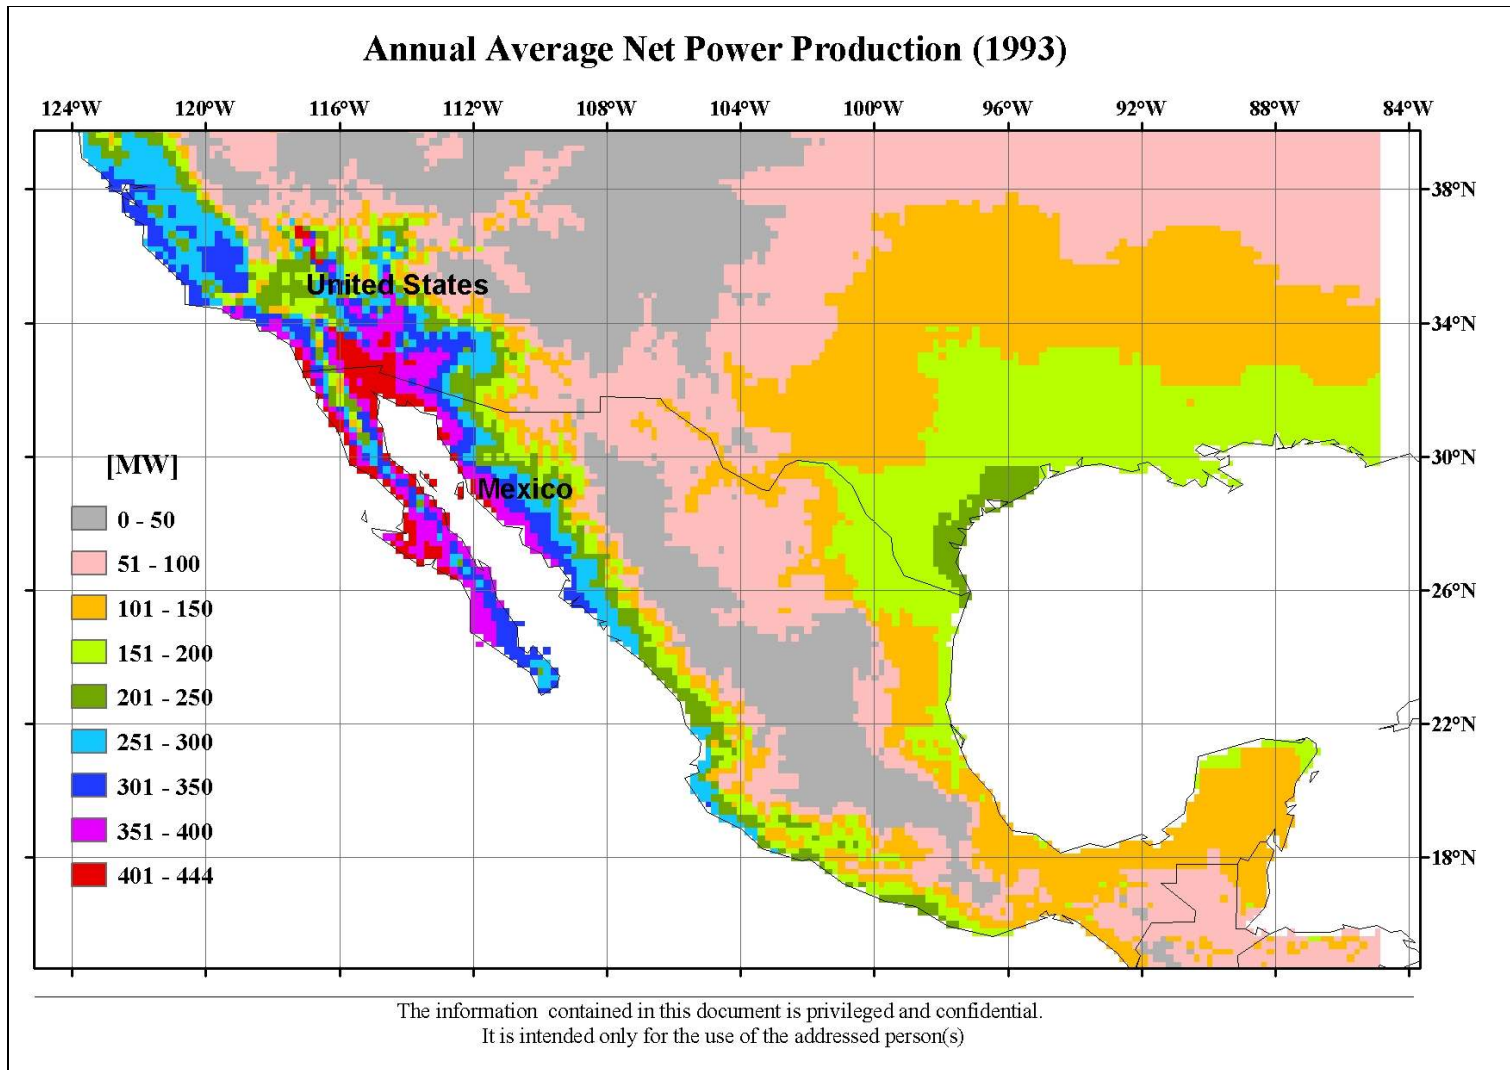 Annual Average Net Power Production (1993)
124°W 120°W 116°W 112°W 108°W 104°W 100°W 96°W 92°W 88°W 84°W
38°N
United States
34°N
30°N
[MW]
Mexico
0 - 50
51 - 100
101 - 150
26°N
151 - 200
201 - 250
22°N
251 - 300
301 - 350
351 - 400
18°N
401 - 444
The information contained in this document is privileged and confidential.
It is intended only for the use of the addressed person(s)